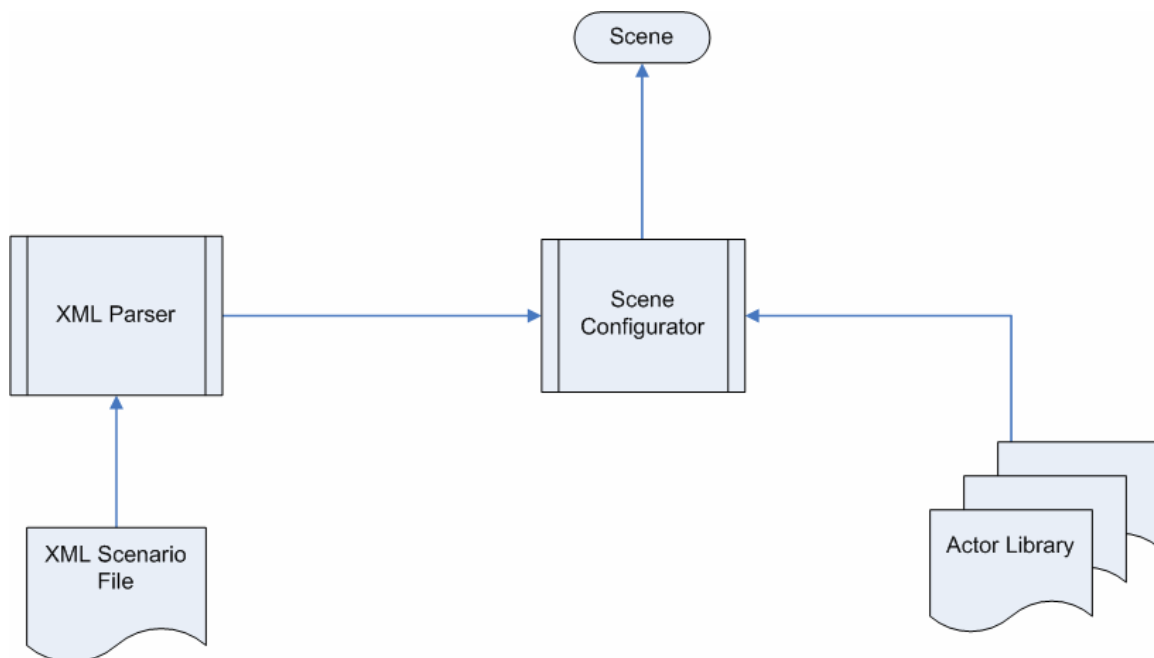 Scene
XML Parser
Scene
Configurator
XML Scenario
File
Actor Library